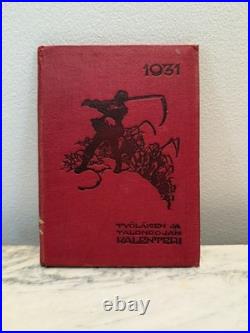 1931
TYÖLÄISEN JA
TALONPOJAN
KALENTERI